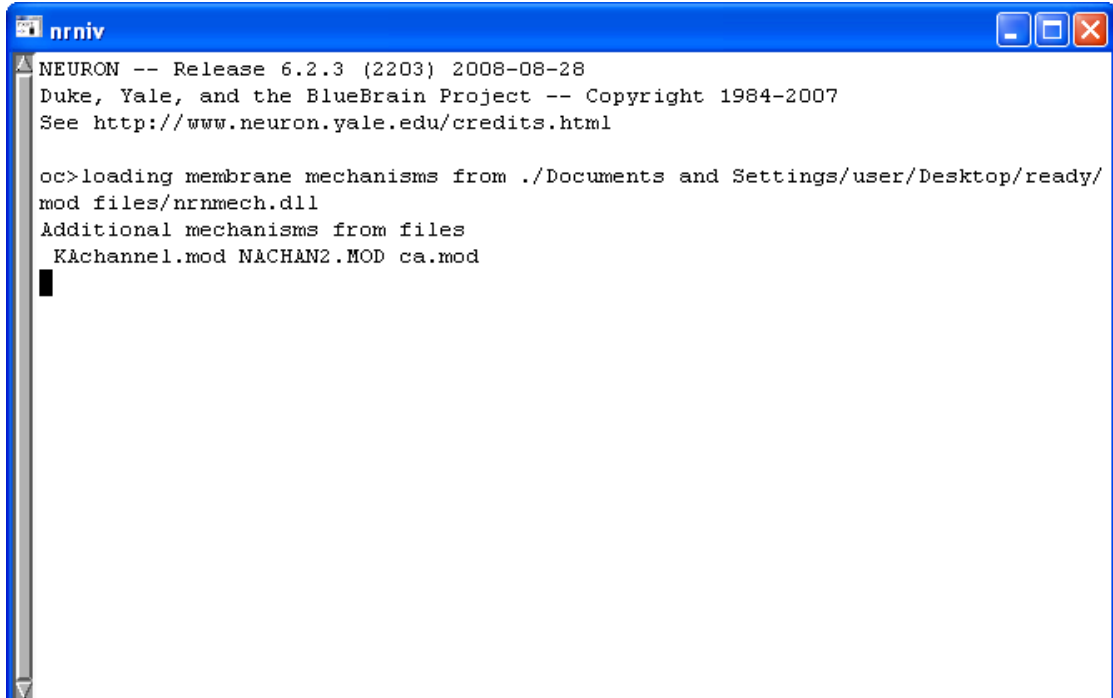 nrniv
NEURON -- Release 6.2.3 (2203) 2008-08-28
Duke, Yale, and the BlueBrain Project -- Copyright 1984-2007
See http://www.neuron.yale.edu/credits.html
oc>loading membrane mechanisms from ./Documents and Settings/user/Desktop/ready/
mod files/nrnmech.dll
Additional mechanisms from files
KAchannel.mod NACHAN2.MOD ca.mod